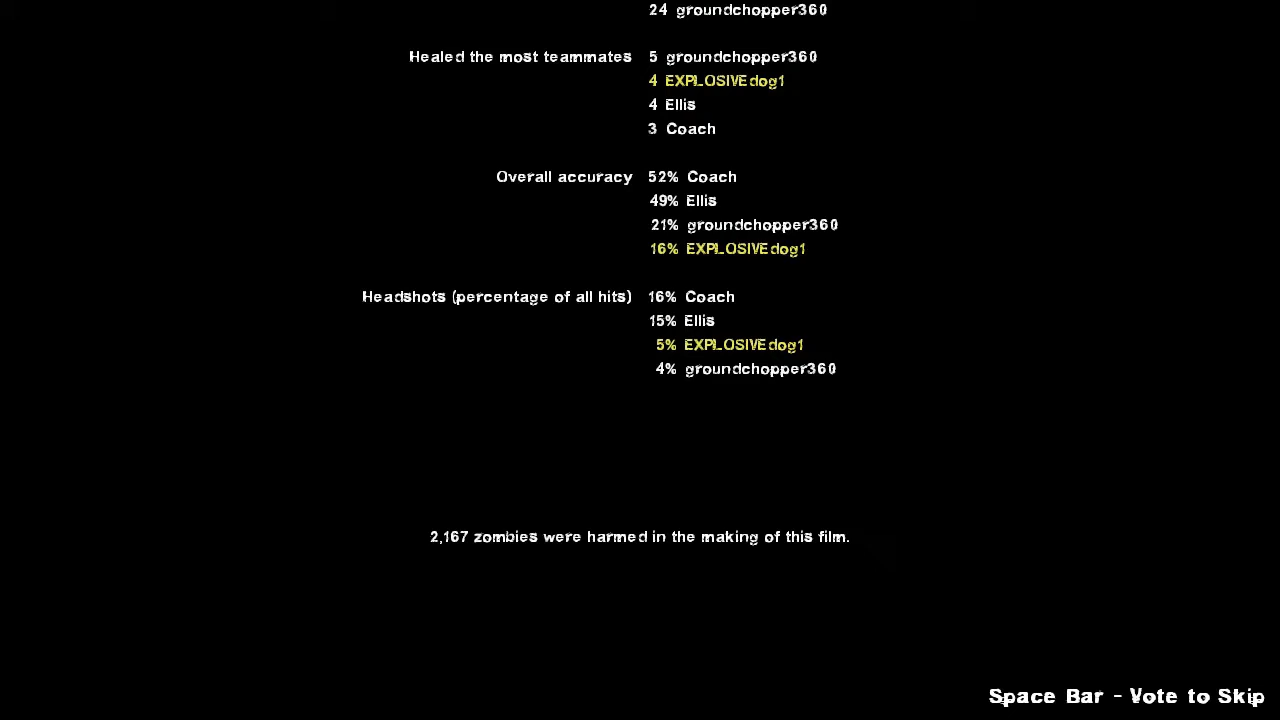 24 groundchopper360
Healed the most teammates 5 groundchopper360
4 EXPLOSIVEdog1
4 Ellis
3 Coach
Overall accuracy 52% Coach
49% Ellis
21% groundchopper360
16% EXPLOSIVEdog1
Headshots (percentage of all hits) 16% Coach
15% Ellis
5% EXPLOSIVEdog1
4% groundchopper360
2,167 zombies were harmed in the making of this film.
Space Bar - Vote to Skip